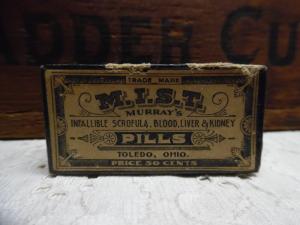 ADDER CU
TRADE MARK
M.I.S.T.
MURRAY'S
INFALLIBLE SCROFULA, BLOOD, LIVER & KIDNEY
PILLS
TOLEDO, OHIO.
PRICE 50 CENTS